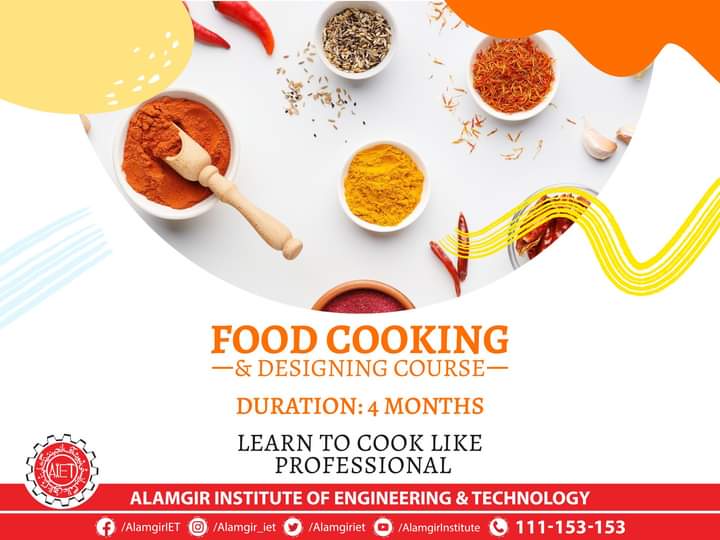 FOOD COOKING
& DESIGNING COURSE
DURATION: 4 MONTHS
LEARN TO COOK LIKE
PROFESSIONAL
AIET
ALAMGIR INSTITUTE OF ENGINEERING & TECHNOLOGY
/AlamgirIET /Alamgir_iet /Alamgiriet /AlamgirInstitute 111-153-153